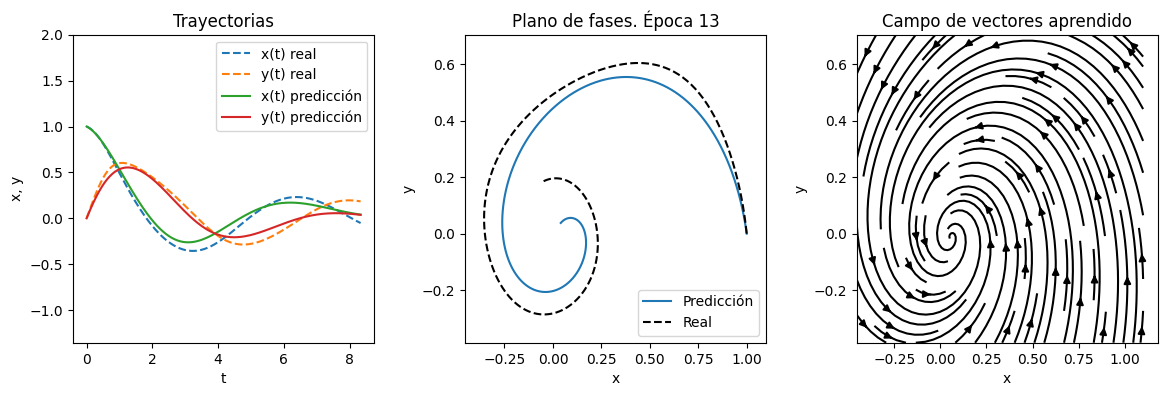 Trayectorias
x, y
2.0
1.5
1.0
0.5
0.0
−0.5
−1.0
x(t) real
y(t) real
x(t) predicción
y(t) predicción
0 2 4 6 8
t
Plano de fases. Época 13
y
0.6
0.4
0.2
0.0
−0.2
Predicción
Real
−0.25 0.00 0.25 0.50 0.75 1.00
x
Campo de vectores aprendido
y
0.6
0.4
0.2
0.0
−0.2
−0.25 0.00 0.25 0.50 0.75 1.00
x